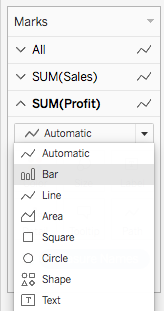 Marks
All
SUM(Sales)
SUM(Profit)
Automatic
Automatic
Bar
Line
Area
Square
Circle
Shape
T Text